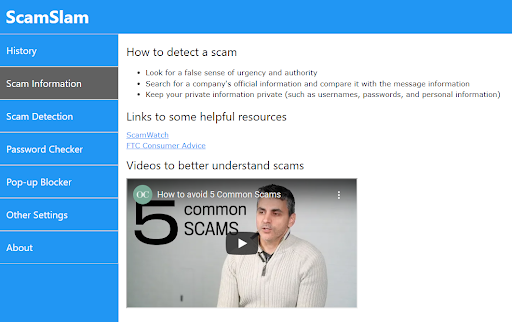 ScamSlam
History
Scam Information
Scam Detection
Password Checker
Pop-up Blocker
Other Settings
About
How to detect a scam
Look for a false sense of urgency and authority
Search for a company's official information and compare it with the message information
Keep your private information private (such as usernames, passwords, and personal information)
Links to some helpful resources
ScamWatch
FTC Consumer Advice
Videos to better understand scams
OC How to avoid 5 Common Scams
5 common
SCAMS